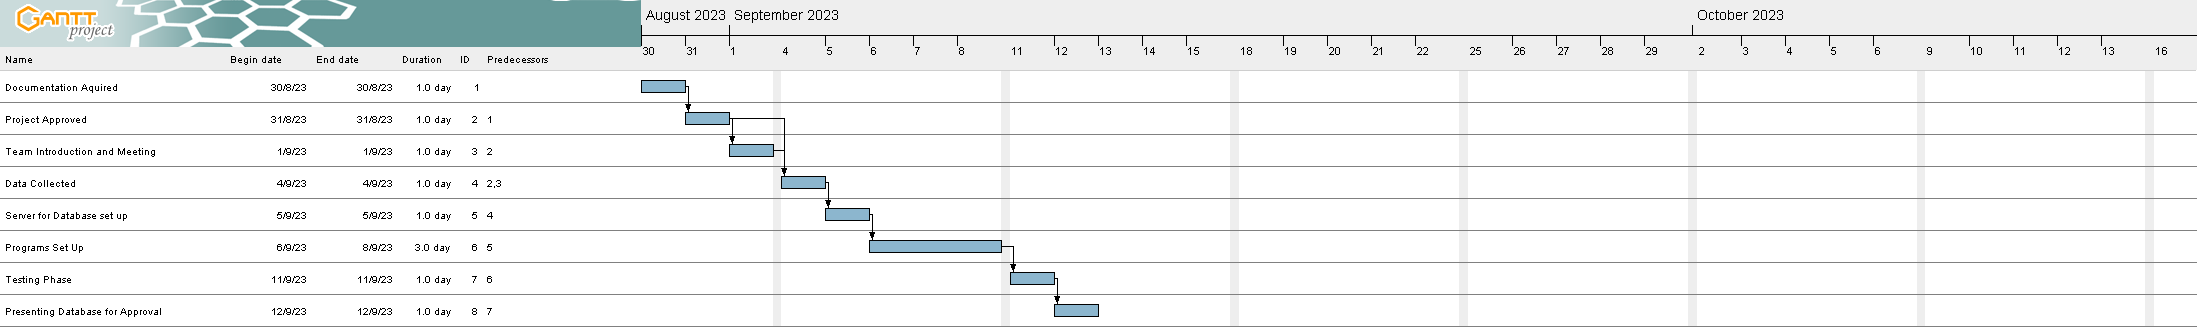 GANTT
project
August 2023 September 2023 October 2023
30 31 1 4 5 6 7 8 11 12 13 14 15 18 19 20 21 22 25 26 27 28 29 2 3 4 5 6 9 10 11 12 13 16
Name Begin date End date Duration ID Predecessors
Documentation Aquired 30/8/23 30/8/23 1.0 day 1
Project Approved 31/8/23 31/8/23 1.0 day 2 1
Team Introduction and Meeting 1/9/23 1/9/23 1.0 day 3 2
Data Collected 4/9/23 4/9/23 1.0 day 4 2,3
Server for Database set up 5/9/23 5/9/23 1.0 day 5 4
Programs Set Up 6/9/23 8/9/23 3.0 day 6 5
Testing Phase 11/9/23 11/9/23 1.0 day 7 6
Presenting Database for Approval 12/9/23 12/9/23 1.0 day 8 7